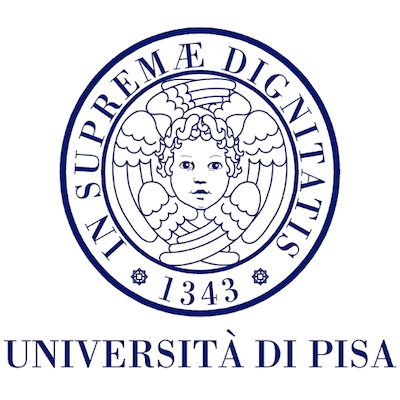 IN SUPREMÆ DIGNITATIS
1343
UNIVERSITÀ DI PISA